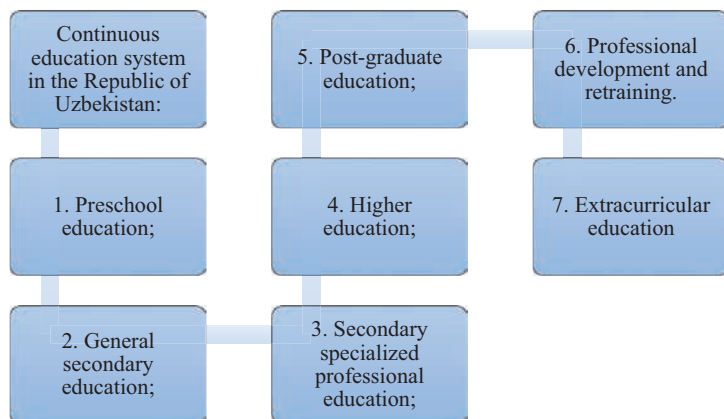 Continuous
education system
in the Republic of
Uzbekistan:
1. Preschool
education;
2. General
secondary
education;
3. Secondary
specialized
professional
education;
4. Higher
education;
5. Post-graduate
education;
6. Professional
development and
retraining.
7. Extracurricular
education